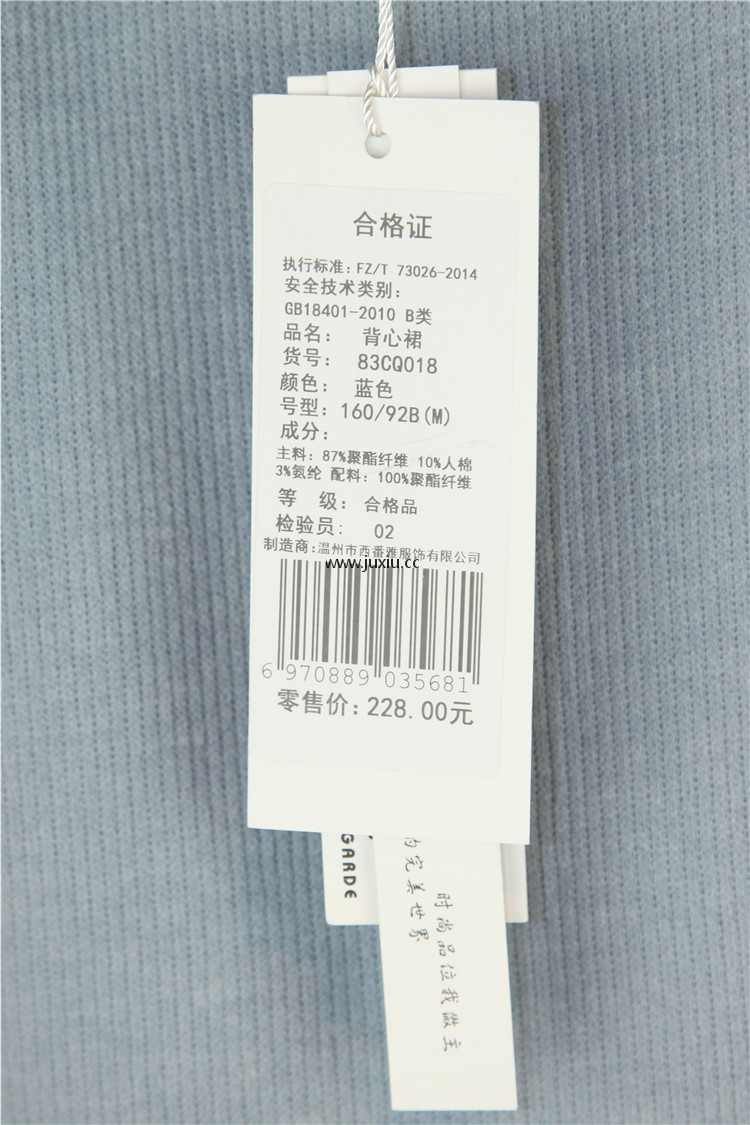 合格证
执行标准：FZ/T 73026-2014
安全技术类别：
GB18401-2010 B类
品名： 背心裙
货号： 83CQ018
颜色： 蓝色
号型：160/92B(M)
成分：
主料：87%聚酯纤维 10%人棉
3%氨纶 配料：100%聚酯纤维
等 级： 合格品
检验员: 02
制造商:温州市西番雅服饰有限公司
www.juxiu.cc
6 970889 035681
零售价:228.00元
GARDE
时尚品位我做主
的完美世界